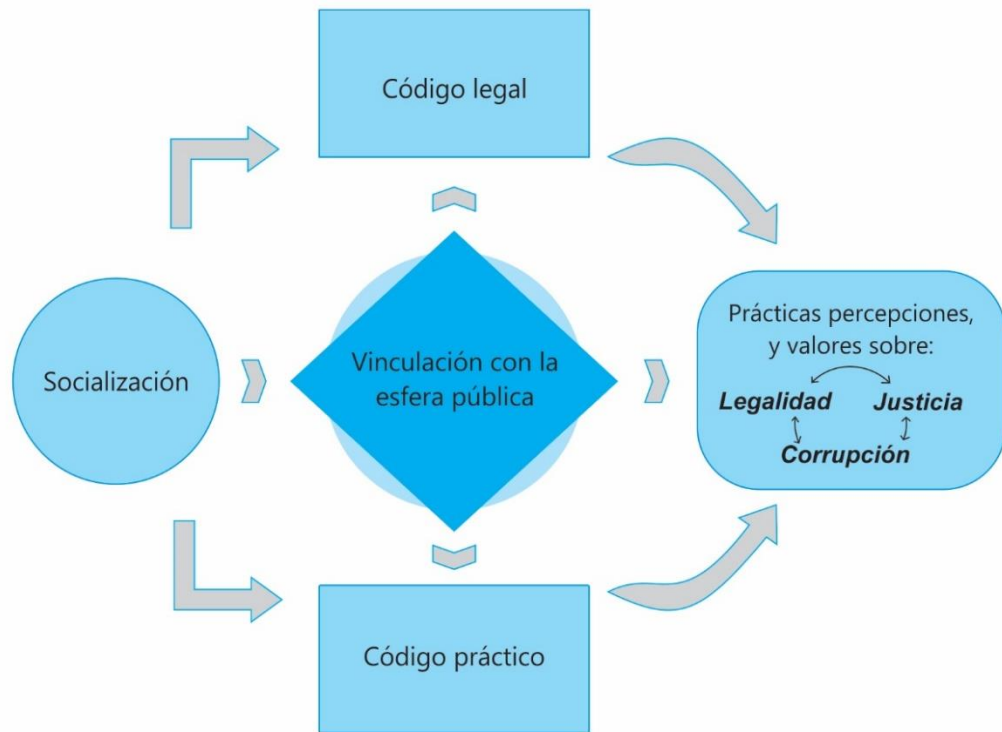 Código legal
Socialización
Vinculación con la
esfera pública
Prácticas percepciones,
y valores sobre:
Legalidad Justicia
Corrupción
Código práctico